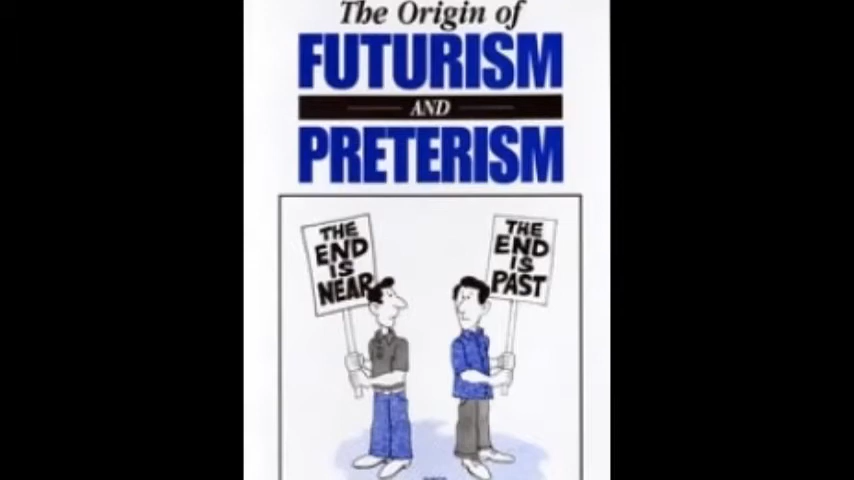 The Origin of
FUTURISM
AND
PRETERISM
THE
END
IS
NEAR
THE
END
IS
PAST